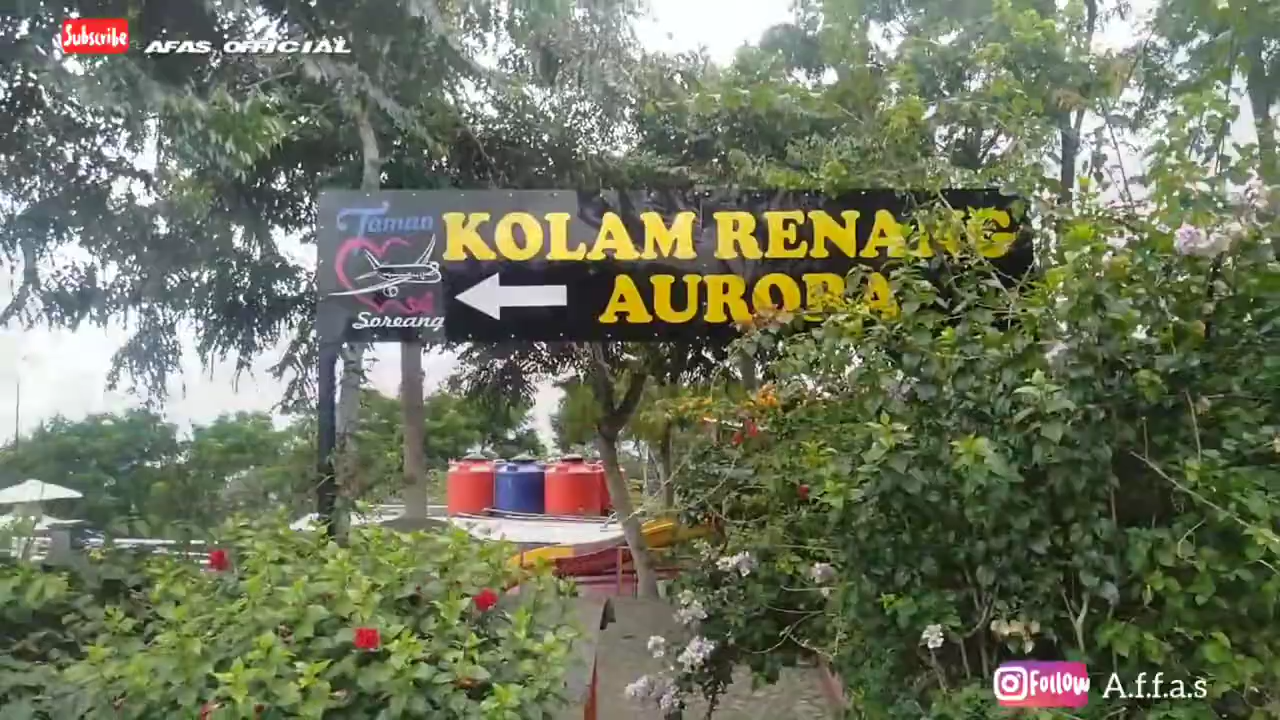 Subscribe AFAS OFFICIAL
Taman
KOLAM RENANG
AURORA
Soreang
Follow A.f.f.a.s